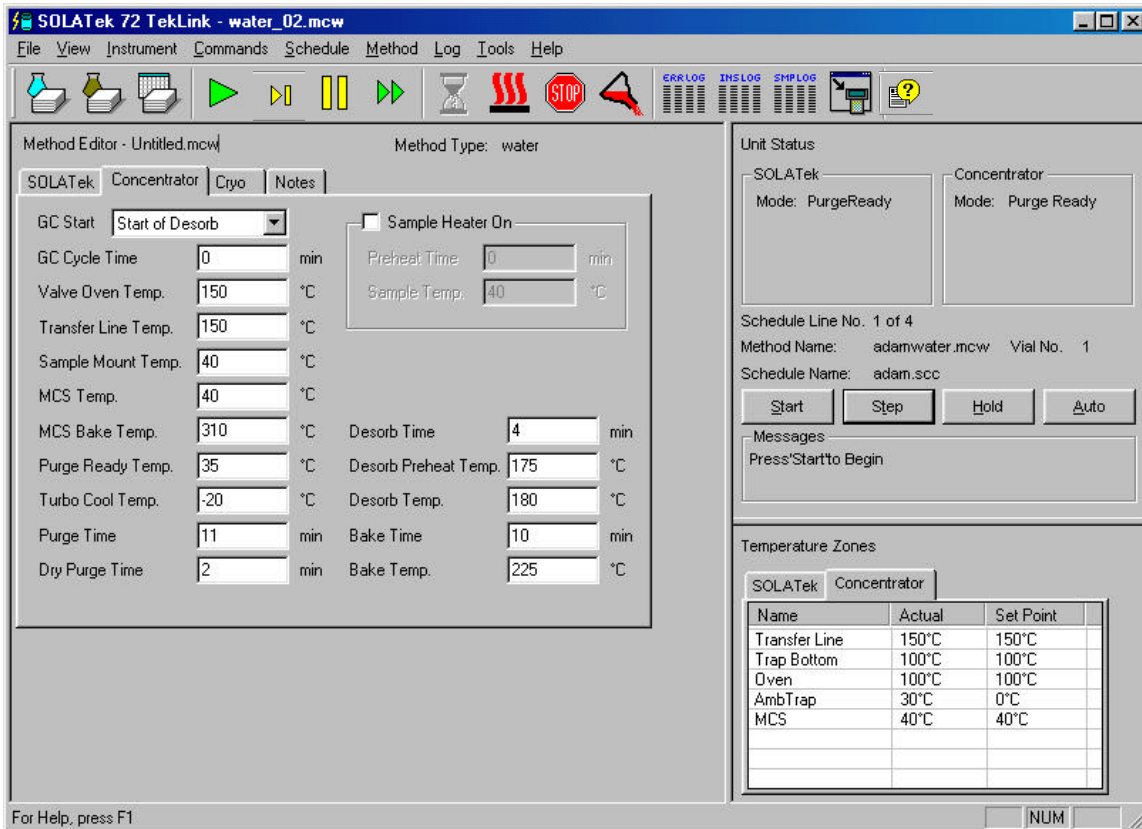 SOLATek 72 TekLink - water_02.mcw
File View Instrument Commands Schedule Method Log Tools Help
STOP
ERRLOG INSLOG SMPLOG
?
Method Editor - Untitled.mcw
Method Type: water
SOLATek Concentrator Cryo Notes
GC Start Start of Desorb
GC Cycle Time 0 min
Valve Oven Temp. 150 °C
Transfer Line Temp. 150 °C
Sample Mount Temp. 40 °C
MCS Temp. 40 °C
MCS Bake Temp. 310 °C
Purge Ready Temp. 35 °C
Turbo Cool Temp. -20 °C
Purge Time 11 min
Dry Purge Time 2 min
Sample Heater On
Preheat Time 0 min
Sample Temp. 40 °C
Desorb Time 4 min
Desorb Preheat Temp. 175 °C
Desorb Temp. 180 °C
Bake Time 10 min
Bake Temp. 225 °C
Unit Status
SOLATek
Mode: PurgeReady
Concentrator
Mode: Purge Ready
Schedule Line No. 1 of 4
Method Name: adamwater.mcw Vial No. 1
Schedule Name: adam.scc
Start Step Hold Auto
Messages
Press'Start'to Begin
Temperature Zones
SOLATek Concentrator
Name Actual Set Point
Transfer Line 150°C 150°C
Trap Bottom 100°C 100°C
Oven 100°C 100°C
AmbTrap 30°C 0°C
MCS 40°C 40°C
For Help, press F1
NUM